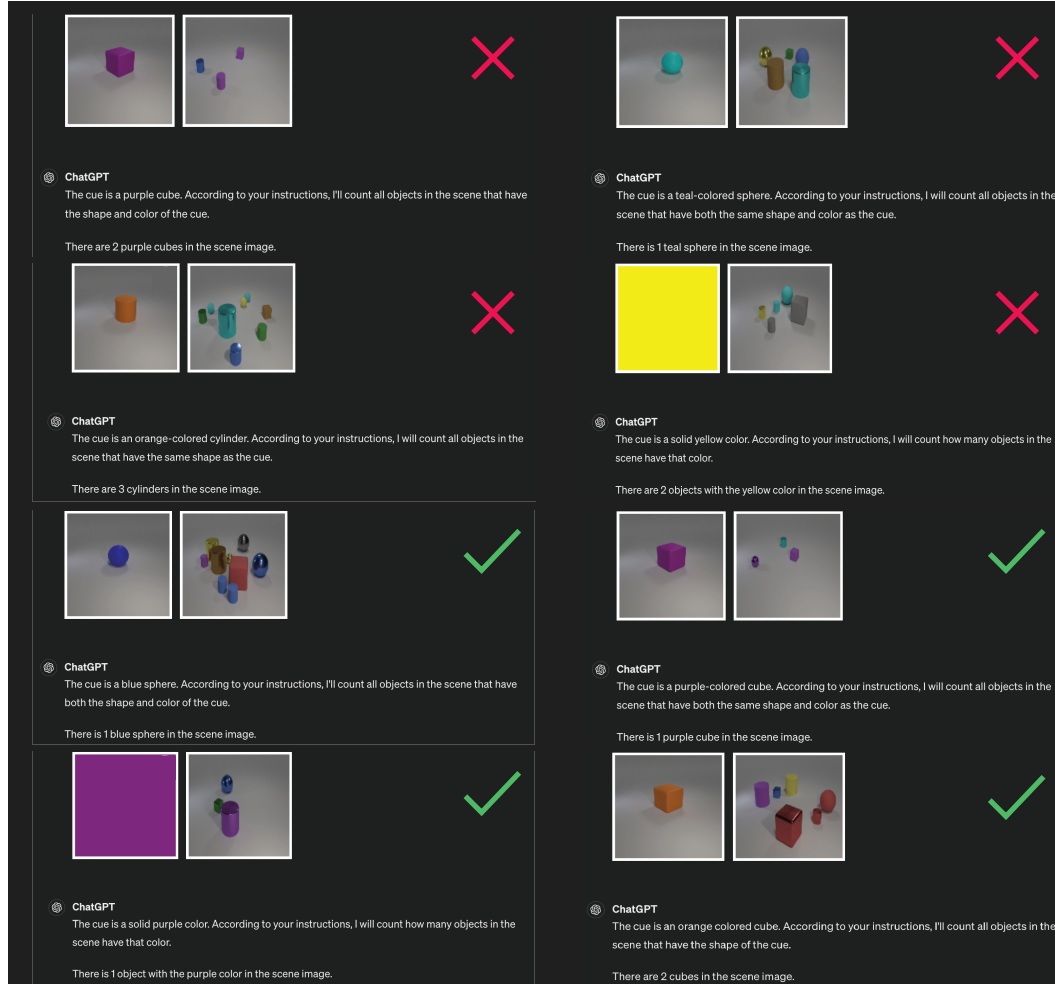 ChatGPT
The cue is a purple cube. According to your instructions, I'll count all objects in the scene that have
the shape and color of the cue.
There are 2 purple cubes in the scene image.
ChatGPT
The cue is a teal-colored sphere. According to your instructions, I will count all objects in the
scene that have both the same shape and color as the cue.
There is 1 teal sphere in the scene image.
ChatGPT
The cue is an orange-colored cylinder. According to your instructions, I will count all objects in the
scene that have the same shape as the cue.
There are 3 cylinders in the scene image.
ChatGPT
The cue is a solid yellow color. According to your instructions, I will count how many objects in the
scene have that color.
There are 2 objects with the yellow color in the scene image.
ChatGPT
The cue is a blue sphere. According to your instructions, I'll count all objects in the scene that have
both the shape and color of the cue.
There is 1 blue sphere in the scene image.
ChatGPT
The cue is a purple-colored cube. According to your instructions, I will count all objects in the
scene that have both the same shape and color as the cue.
There is 1 purple cube in the scene image.
ChatGPT
The cue is a solid purple color. According to your instructions, I will count how many objects in the
scene have that color.
There is 1 object with the purple color in the scene image.
ChatGPT
The cue is an orange colored cube. According to your instructions, I'll count all objects in the
scene that have the shape of the cue.
There are 2 cubes in the scene image.